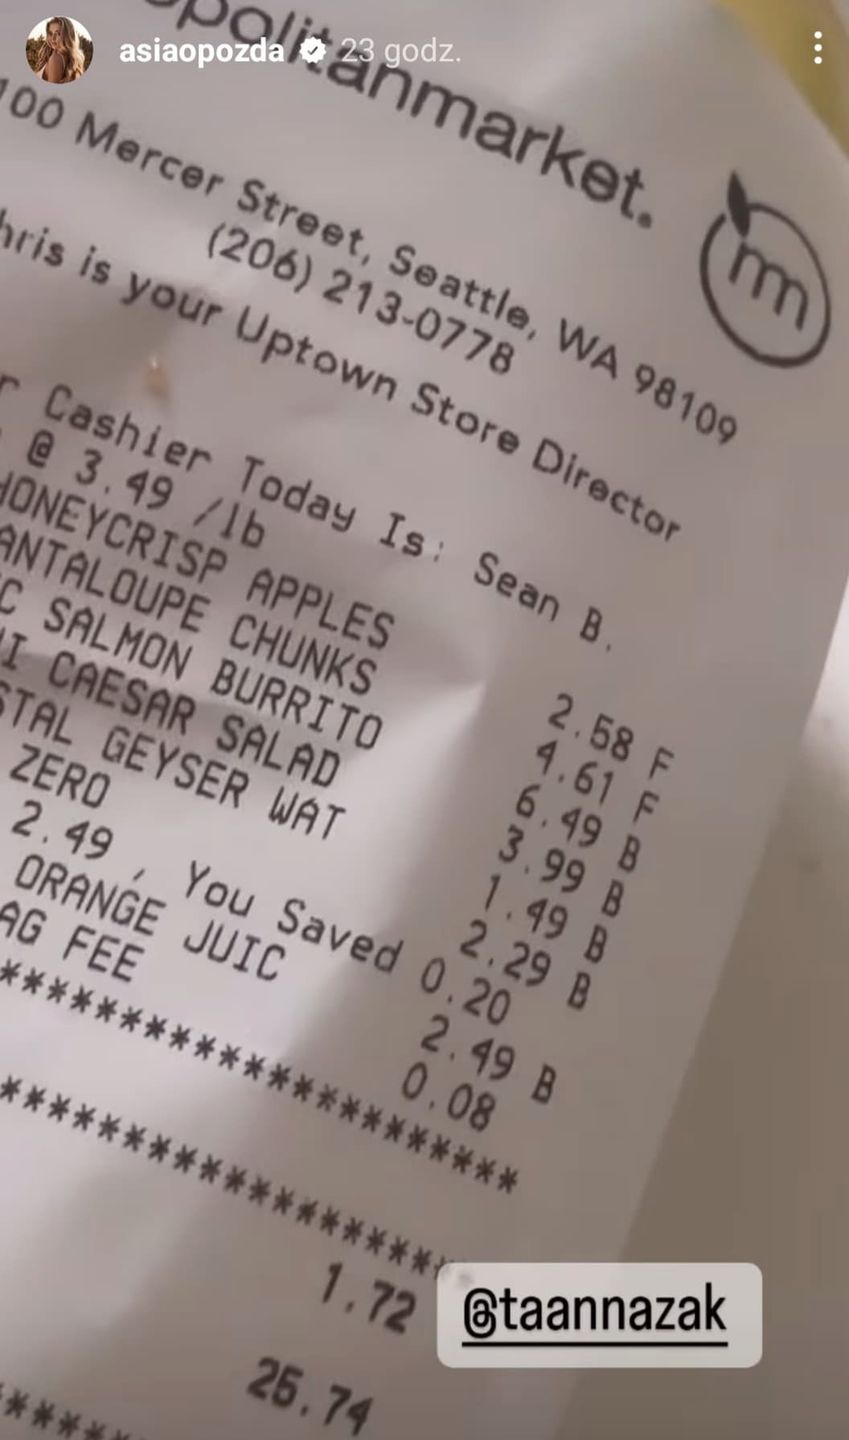 asiaopozda 23 godz.
politanmarket.
100 Mercer Street, Seattle, WA 98109
(206) 213-0778
hris is your Uptown Store Director
r Cashier Today Is: Sean B.
@ 3.49 /lb
HONEYCRISP APPLES 2.58 F
ANTALOUPE CHUNKS 4.61 F
C SALMON BURRITO 6.49 B
I CAESAR SALAD 3.99 B
STAL GEYSER WAT 1.49 B
ZERO 2.29 B
2.49 , You Saved 0.20
ORANGE JUIC 2.49 B
AG FEE 0.08
**********************
**********************
1.72
@taannazak
25.74